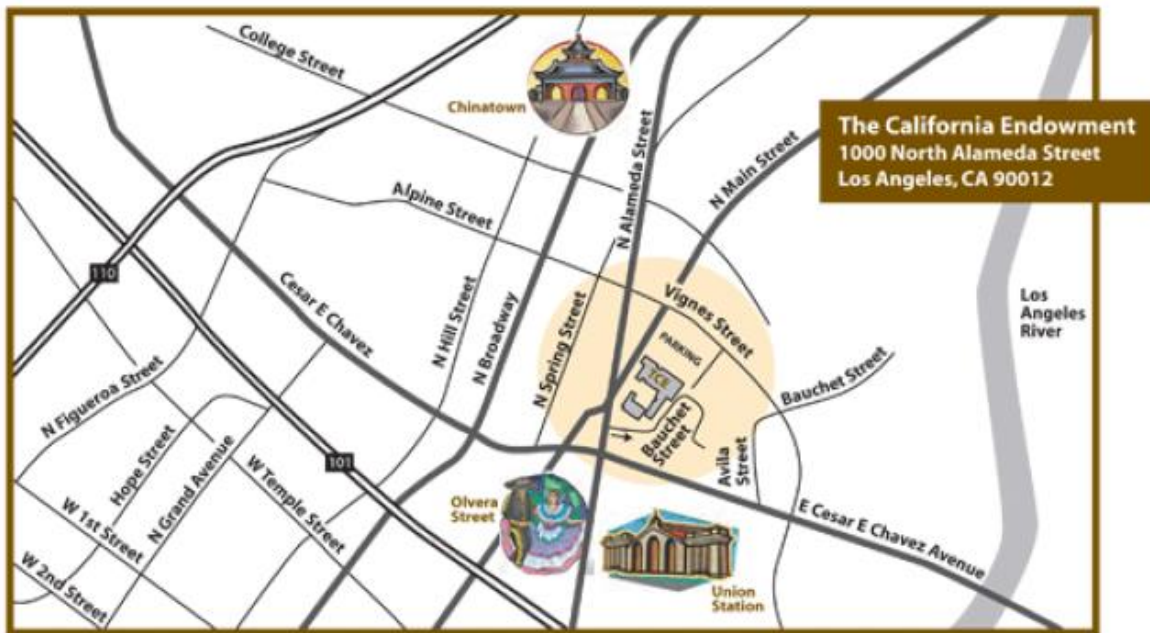 College Street
Chinatown
The California Endowment
1000 North Alameda Street
Los Angeles, CA 90012
N Alameda Street
N Main Street
Alpine Street
110
Cesar E Chavez
N Hill Street
N Broadway
N Spring Street
Vignes Street
PARKING
TCE
Los
Angeles
River
N Figueroa Street
Hope Street
N Grand Avenue
101
Bauchet
Street
Bauchet Street
Avila
Street
W Temple Street
W 1st Street
W 2nd Street
Olvera
Street
E Cesar E Chavez Avenue
Union
Station